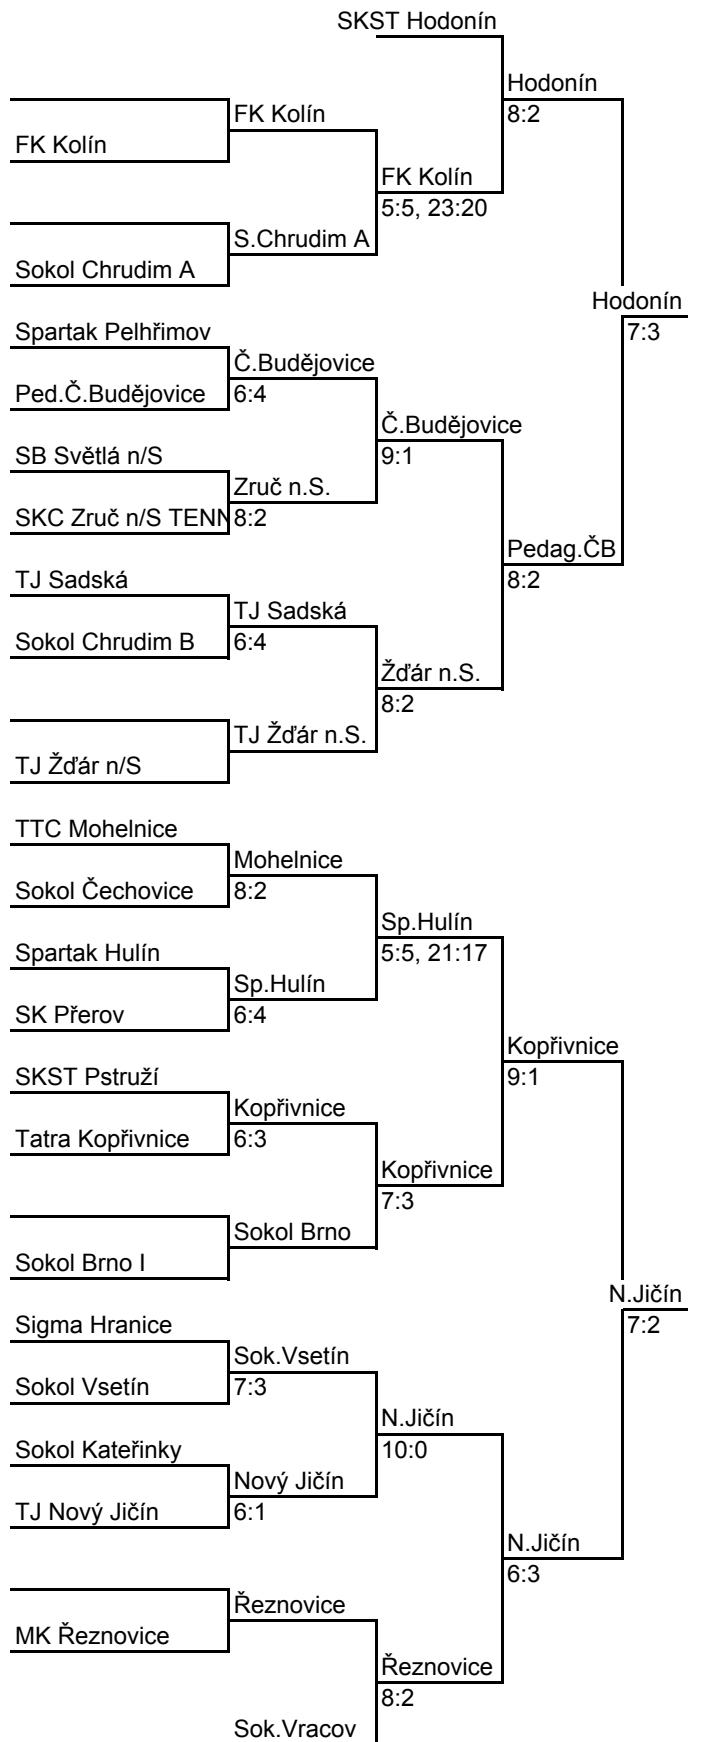 SKST Hodonín
Hodonín
8:2
FK Kolín
FK Kolín
FK Kolín
5:5, 23:20
S.Chrudim A
Sokol Chrudim A
Hodonín
7:3
Spartak Pelhřimov
Č.Budějovice
6:4
Ped.Č.Budějovice
Č.Budějovice
9:1
SB Světlá n/S
Zruč n.S.
8:2
SKC Zruč n/S TENN
Pedag.ČB
8:2
TJ Sadská
TJ Sadská
6:4
Sokol Chrudim B
Žďár n.S.
8:2
TJ Žďár n.S.
TJ Žďár n/S
TTC Mohelnice
Mohelnice
8:2
Sokol Čechovice
Sp.Hulín
5:5, 21:17
Spartak Hulín
Sp.Hulín
6:4
SK Přerov
Kopřivnice
9:1
SKST Pstruží
Kopřivnice
6:3
Tatra Kopřivnice
Kopřivnice
7:3
Sokol Brno
Sokol Brno I
N.Jičín
7:2
Sigma Hranice
Sok.Vsetín
7:3
Sokol Vsetín
N.Jičín
10:0
Sokol Kateřinky
Nový Jičín
6:1
TJ Nový Jičín
N.Jičín
6:3
Řeznovice
MK Řeznovice
Řeznovice
8:2
Sok.Vracov